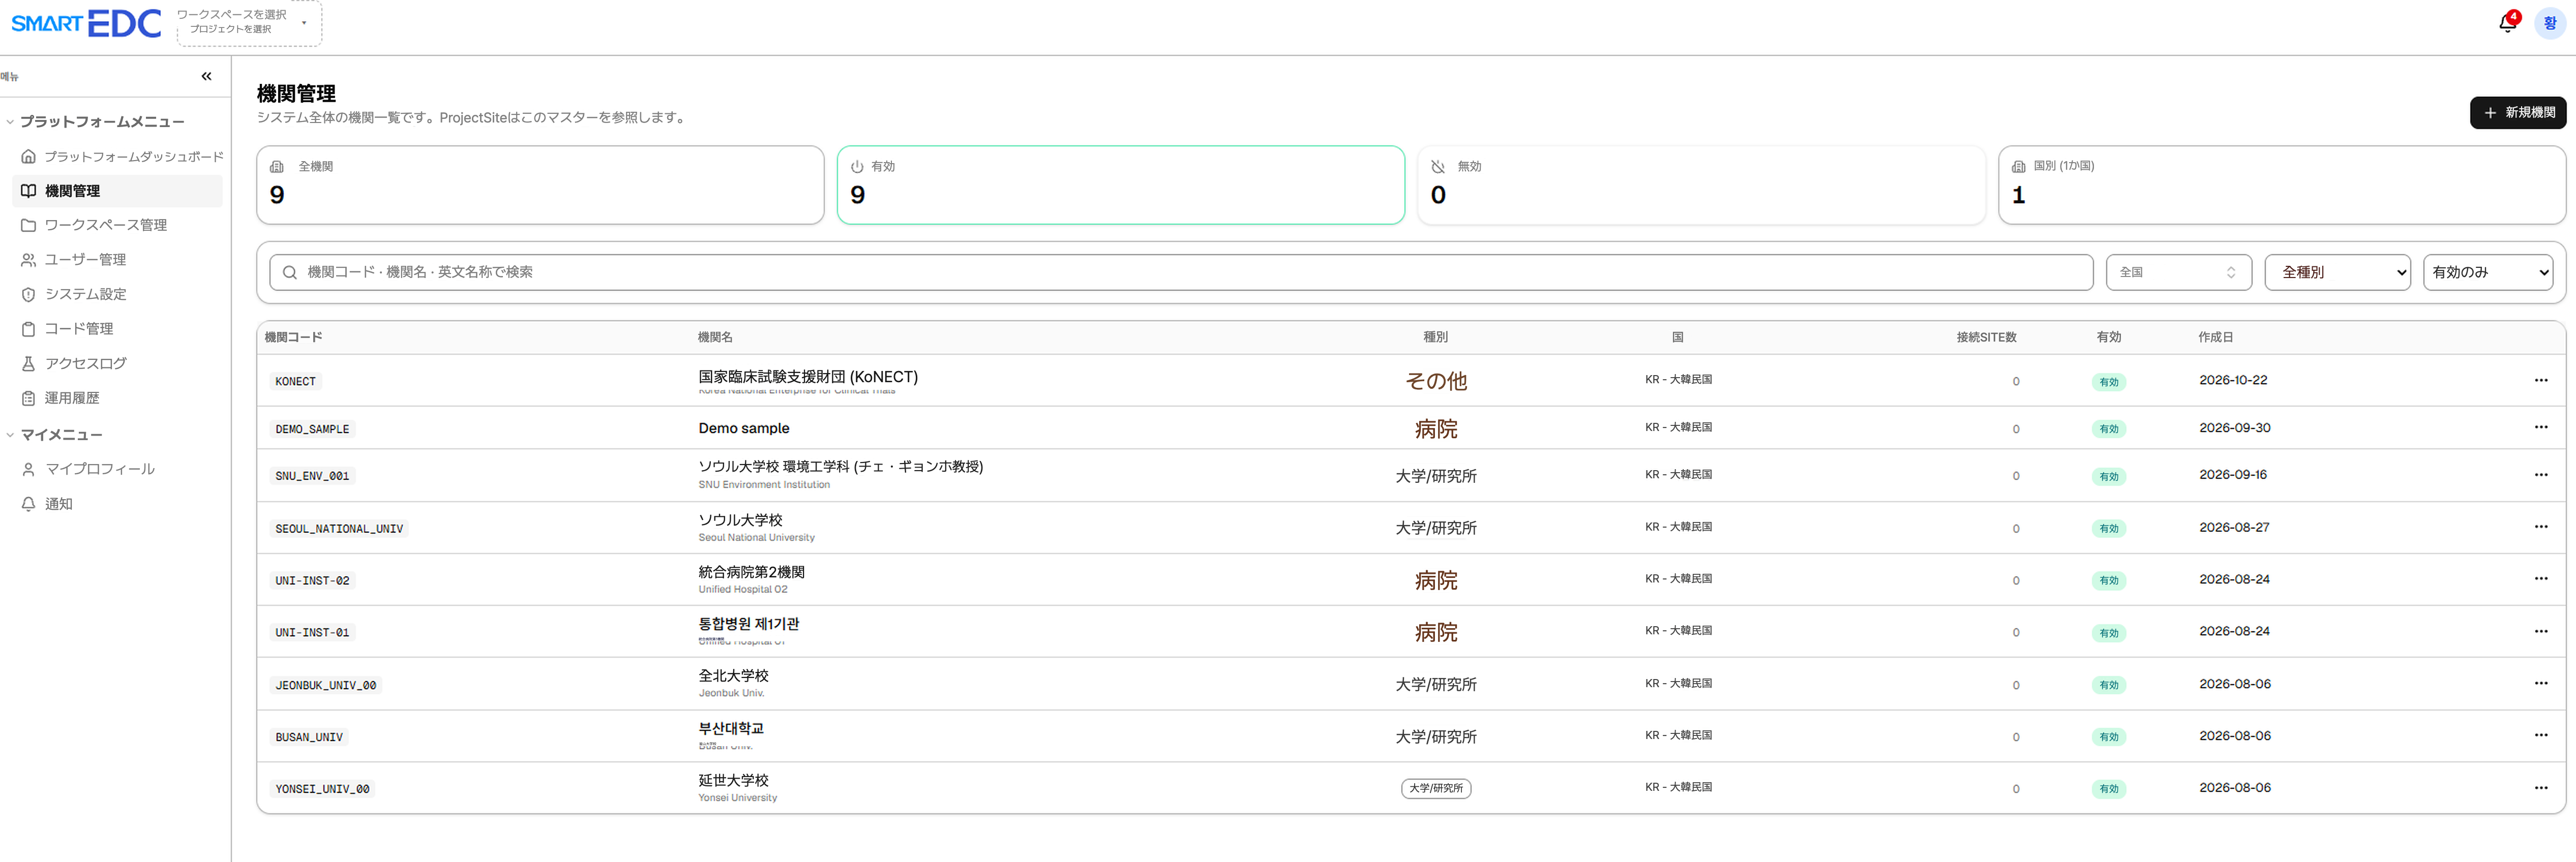 SMART EDC
ワークスペースを選択
プロジェクトを選択
4
황
메뉴
プラットフォームメニュー
プラットフォームダッシュボード
機関管理
ワークスペース管理
ユーザー管理
システム設定
コード管理
アクセスログ
運用履歴
マイメニュー
マイプロフィール
通知
機関管理
システム全体の機関一覧です。ProjectSiteはこのマスターを参照します。
新規機関
全機関
9
有効
9
無効
0
国別 (1か国)
1
機関コード · 機関名 · 英文名称で検索
全国
全種別
有効のみ
機関コード 機関名 種別 国 接続SITE数 有効 作成日
KONECT 国家臨床試験支援財団 (KoNECT) その他 KR - 大韓民国 0 有効 2026-10-22
Korea National Enterprise for Clinical Trials
DEMO_SAMPLE Demo sample 病院 KR - 大韓民国 0 有効 2026-09-30
SNU_ENV_001 ソウル大学校 環境工学科 (チェ・ギョンホ教授) 大学/研究所 KR - 大韓民国 0 有効 2026-09-16
SNU Environment Institution
SEOUL_NATIONAL_UNIV ソウル大学校 大学/研究所 KR - 大韓民国 0 有効 2026-08-27
Seoul National University
UNI-INST-02 統合病院第2機関 病院 KR - 大韓民国 0 有効 2026-08-24
Unified Hospital 02
UNI-INST-01 통합병원 제1기관 病院 KR - 大韓民国 0 有効 2026-08-24
Unified Hospital 01
JEONBUK_UNIV_00 全北大学校 大学/研究所 KR - 大韓民国 0 有効 2026-08-06
Jeonbuk Univ.
BUSAN_UNIV 부산대학교 大学/研究所 KR - 大韓民国 0 有効 2026-08-06
Busan Univ.
YONSEI_UNIV_00 延世大学校 大学/研究所 KR - 大韓民国 0 有効 2026-08-06
Yonsei University